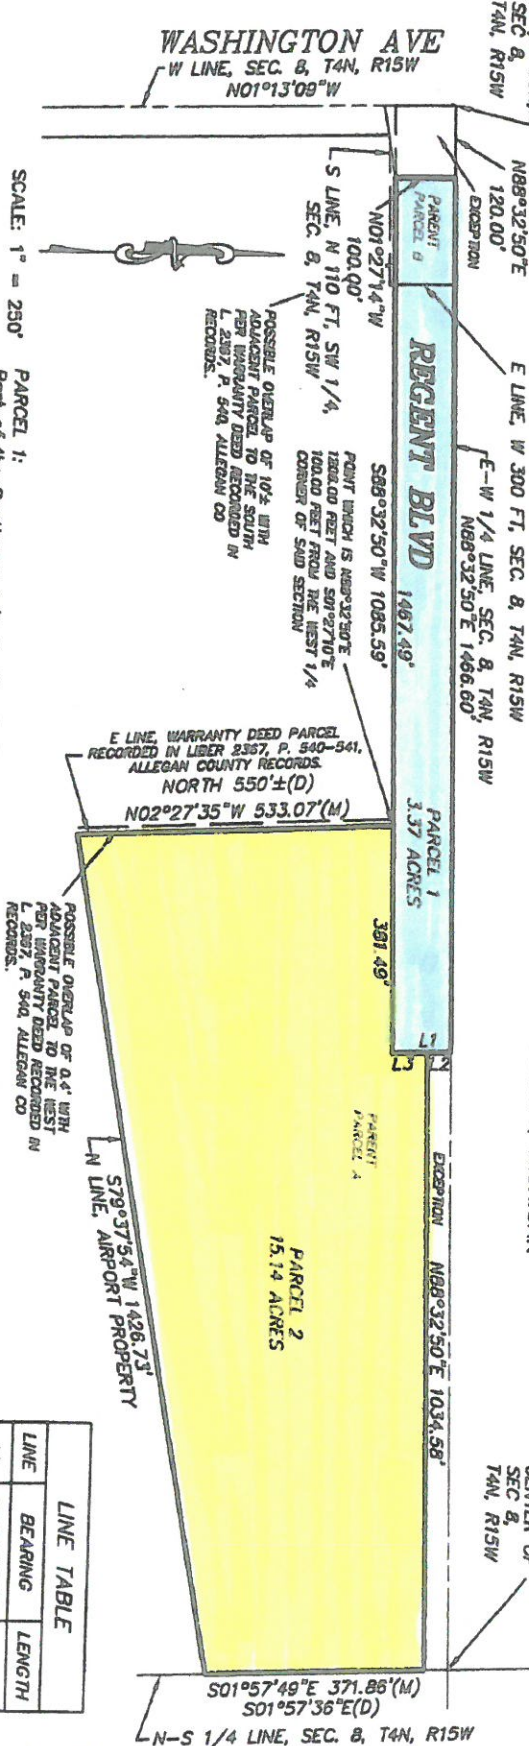 SEC 8,
T4N, R15W
WASHINGTON AVE
W LINE, SEC. 8, T4N, R15W
N01°13'09"W
N88°32'50"E
120.00'
EXCEPTION
PARENT
PARCEL B
E LINE, W 300 FT, SEC. 8, T4N, R15W
E-W 1/4 LINE, SEC. 8, T4N, R15W
N88°32'50"E 1466.60'
REGENT BLVD
1467.49'
S88°32'50"W 1085.59'
PARCEL 1
3.37 ACRES
N01°27'14"W
100.00'
S LINE, N 110 FT, SW 1/4,
SEC. 8, T4N, R15W
POSSIBLE OVERLAP OF 10'± WITH
ADJACENT PARCEL TO THE SOUTH
PER WARRANTY DEED RECORDED IN
L. 2367, P. 540, ALLEGAN CO
RECORDS..
POINT WHICH IS N88°32'50"E
FEET AND S01°27'10"E
100.00 FEET FROM THE WEST 1/4
CORNER OF SAID SECTION
SCALE: 1" = 250'
PARCEL 1:
E LINE, WARRANTY DEED PARCEL
RECORDED IN LIBER 2367, P. 540-541,
ALLEGAN COUNTY RECORDS.
NORTH 550'±(D)
N02°27'35"W 533.07'(M)
381.49'
L1
L2
L3
EXCEPTION
N88°32'50"E 1034.58'
PARENT
PARCEL A
PARCEL 2
15.14 ACRES
POSSIBLE OVERLAP OF 0.4' WITH
ADJACENT PARCEL TO THE WEST
PER WARRANTY DEED RECORDED IN
L. 2367, P. 540, ALLEGAN CO
RECORDS..
S79°37'54"W 1426.73'
N LINE, AIRPORT PROPERTY
SEC 8,
T4N, R15W
S01°57'49"E 371.86'(M)
S01°57'36"E(D)
N-S 1/4 LINE, SEC. 8, T4N, R15W
LINE TABLE
LINE BEARING LENGTH